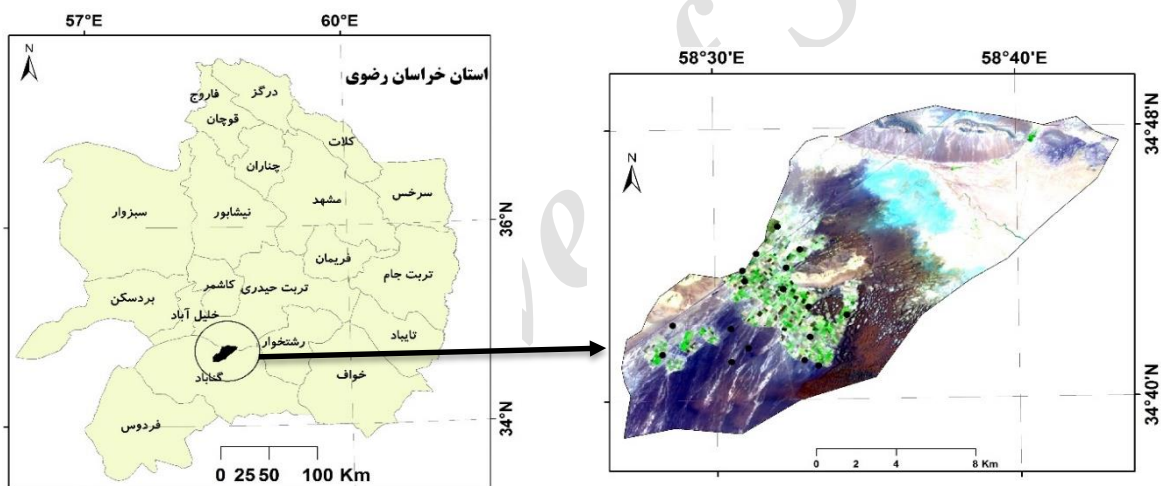 57°E
60°E
N
استان خراسان رضوی
درگز
فاروج
قوچان
کلات
چناران
سرخس
مشهد
نیشابور
سبزوار
فریمان
تربت جام
کاشمر
تربت حیدری
بردسکن
خلیل آباد
تایباد
رشتخوار
خواف
گناباد
فردوس
36°N
34°N
0 25 50 100 Km
58°30'E
58°40'E
N
34°48'N
34°40'N
0 2 4 8 Km